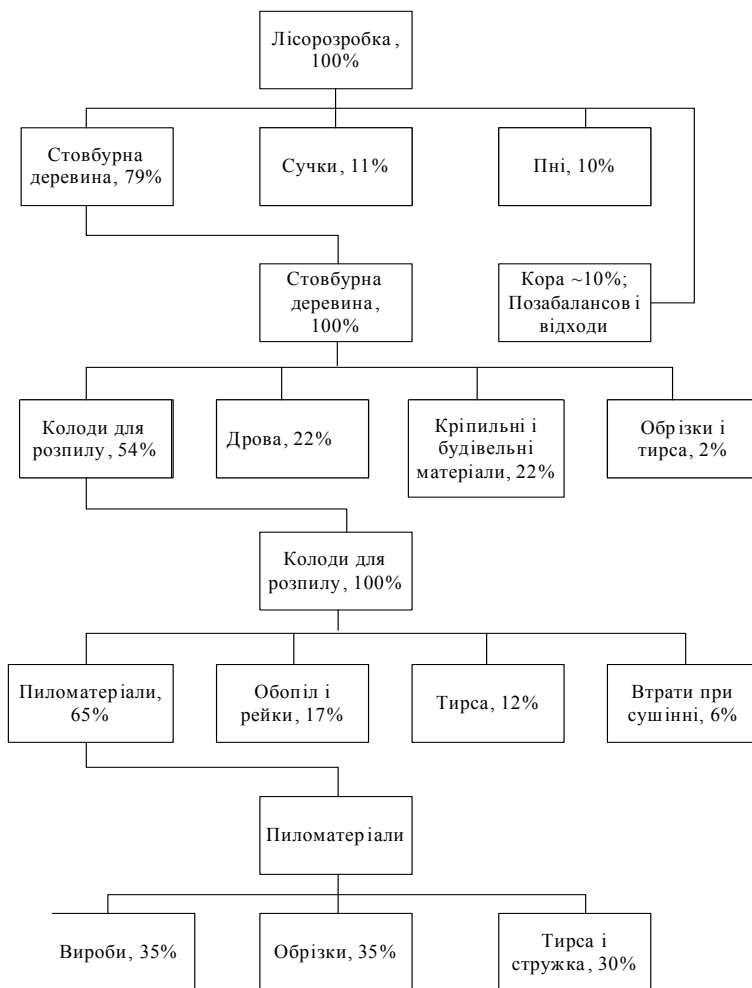 Лісорозробка,
100%
Стовбурна
деревина, 79%
Сучки, 11%
Пні, 10%
Стовбурна
деревина,
100%
Кора ~10%;
Позабалансові
відходи
Колоди для
розпилу, 54%
Дрова, 22%
Кріпильні і
будівельні
матеріали, 22%
Обрізки і
тирса, 2%
Колоди для
розпилу, 100%
Пиломатеріали,
65%
Обопіл і
рейки, 17%
Тирса, 12%
Втрати при
сушінні, 6%
Пиломатеріали
Вироби, 35%
Обрізки, 35%
Тирса і
стружка, 30%